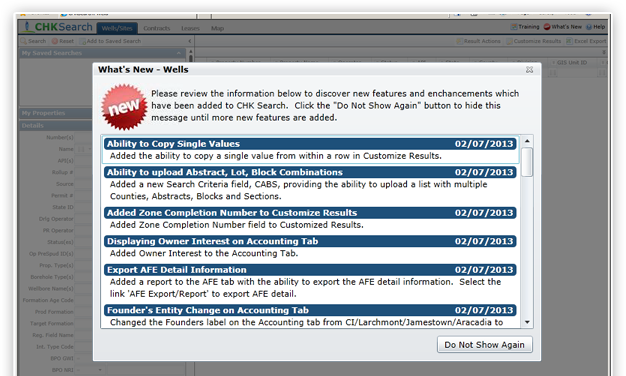 CHKSearch
Wells/Sites Contracts Leases Map
Training What's New Help
Search Reset Add to Saved Search
Result Actions Customize Results Excel Export
My Saved Searches
GIS Unit ID
What's New - Wells
new
Please review the information below to discover new features and enchancements which
have been added to CHK Search. Click the "Do Not Show Again" button to hide this
message until more new features are added.
Ability to Copy Single Values 02/07/2013
Added the ability to copy a single value from within a row in Customize Results.
Ability to upload Abstract, Lot, Block Combinations 02/07/2013
Added a new Search Criteria field, CABS, providing the ability to upload a list with multiple
Counties, Abstracts, Blocks and Sections.
Added Zone Completion Number to Customize Results 02/07/2013
Added Zone Completion Number field to Customized Results.
Displaying Owner Interest on Accounting Tab 02/07/2013
Added Owner Interest to the Accounting Tab.
Export AFE Detail Information 02/07/2013
Added a report to the AFE tab with the ability to export the AFE detail information. Select the
link 'AFE Export/Report' to export AFE detail.
Founder's Entity Change on Accounting Tab 02/07/2013
Changed the Founders label on the Accounting tab from CI/Larchmont/Jamestown/Aracadia to
Do Not Show Again
My Properties
Details
Number(s)
Name
API(s)
Refuse #
Source
Permit #
State ID
Orig Operator
PR Operator
Status(es)
Op PreSpud ID(s)
Prop. Type(s)
Borehole Type(s)
Wellbore Name(s)
Formation Age Code
Prod Formation
Target Formation
Reg. Field Name
Int. Type Code
BPO GWI
BPO NRI